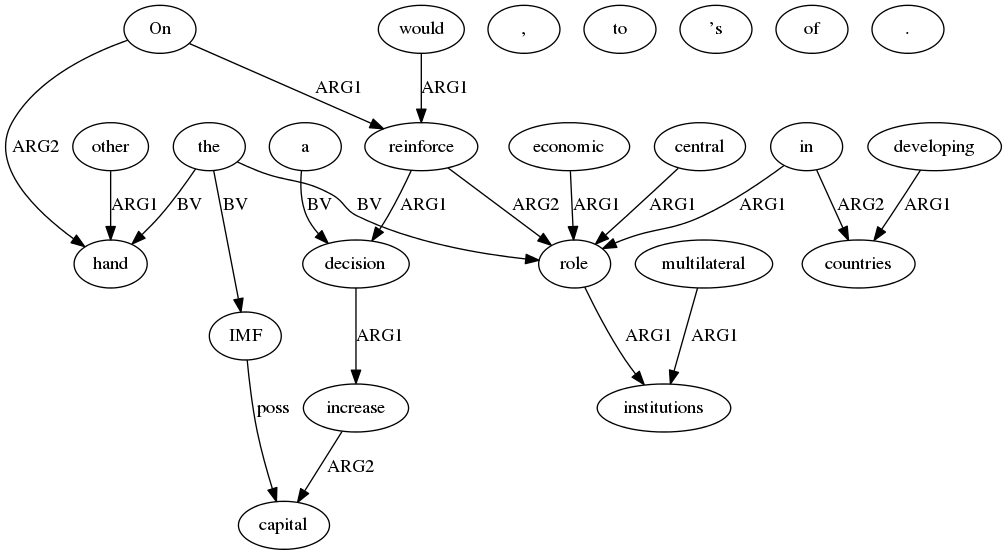 On would , to ’s of .
ARG1 ARG1
ARG2 other the a reinforce economic central in developing
ARG1 BV BV BV BV ARG1 ARG2 ARG1 ARG1 ARG1 ARG2 ARG1
hand decision role multilateral countries
IMF ARG1 ARG1 ARG1
poss increase institutions
ARG2
capital